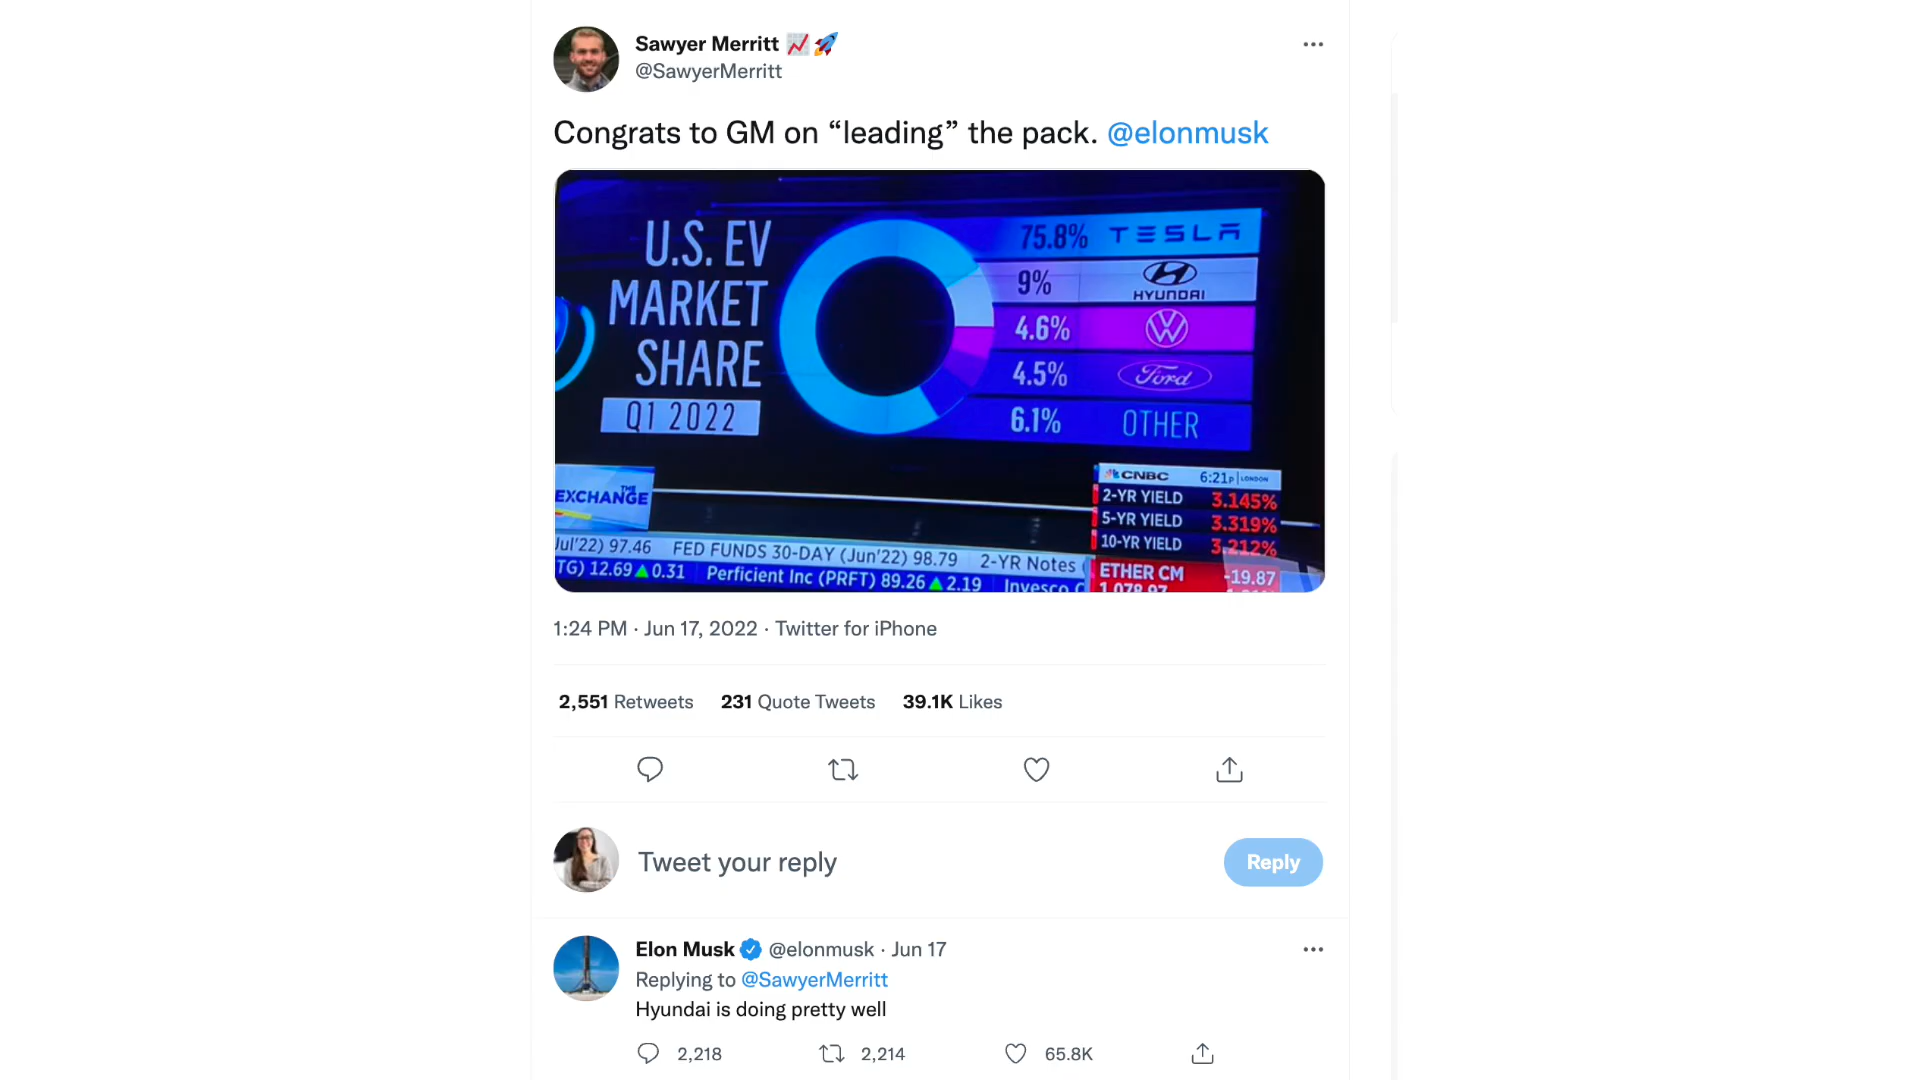 Sawyer Merritt 📈🚀
@SawyerMerritt
Congrats to GM on “leading” the pack. @elonmusk
U.S. EV
MARKET
SHARE
Q1 2022
75.8% TESLA
9% HYUNDAI
4.6% VW
4.5% Ford
6.1% OTHER
THE
EXCHANGE
CNBC 6:21p LONDON
2-YR YIELD 3.145%
5-YR YIELD 3.319%
10-YR YIELD 3.212%
ETHER CM -19.87
Jul'22) 97.46 FED FUNDS 30-DAY (Jun'22) 98.79 2-YR Notes (
TG) 12.69▲0.31 Perficient Inc (PRFT) 89.26▲2.19 Invesco
1:24 PM · Jun 17, 2022 · Twitter for iPhone
2,551 Retweets 231 Quote Tweets 39.1K Likes
Tweet your reply
Reply
Elon Musk @elonmusk · Jun 17
Replying to @SawyerMerritt
Hyundai is doing pretty well
2,218 2,214 65.8K